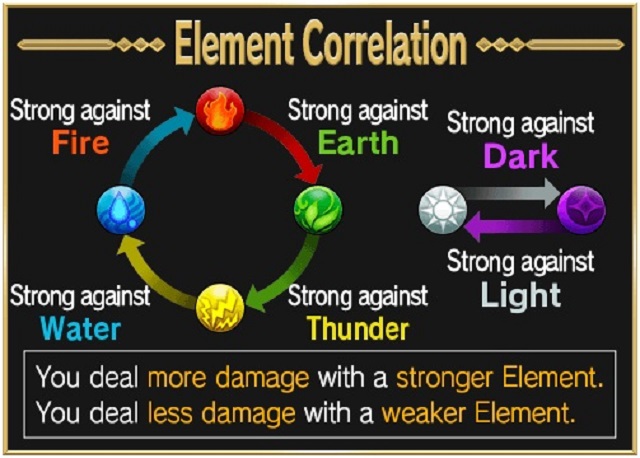 Element Correlation
Strong against
Fire
Strong against
Earth
Strong against
Dark
Strong against
Water
Strong against
Thunder
Strong against
Light
You deal more damage with a stronger Element.
You deal less damage with a weaker Element.